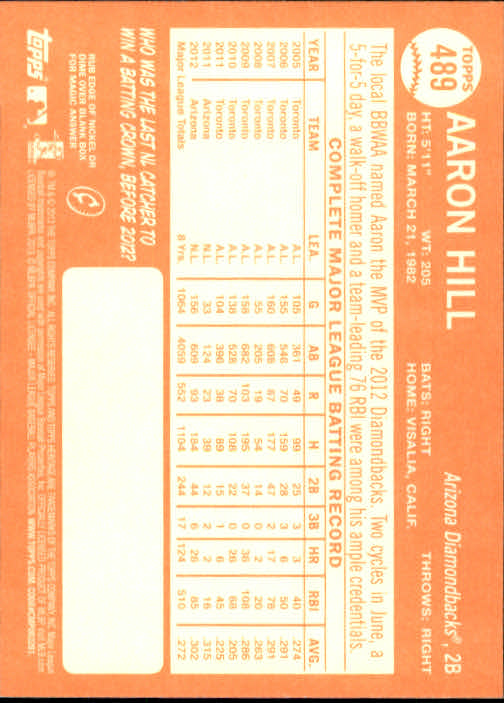 TOPPS
489
AARON HILL
Arizona Diamondbacks®, 2B
HT: 5'11" WT: 205 BATS: RIGHT THROWS: RIGHT
BORN: MARCH 21, 1982 HOME: VISALIA, CALIF.
The local BBWAA named Aaron the MVP of the 2012 Diamondbacks. Two cycles in June, a
5-for-5 day, a walk-off homer and a team-leading 76 RBI were among his ample credentials.
COMPLETE MAJOR LEAGUE BATTING RECORD
YEAR TEAM LEA. G AB R H 2B 3B HR RBI AVG.
2005 Toronto A.L. 105 361 49 99 25 3 3 40 .274
2006 Toronto A.L. 155 546 70 159 28 3 6 50 .291
2007 Toronto A.L. 160 608 87 177 47 2 17 78 .291
2008 Toronto A.L. 55 205 19 54 14 0 2 20 .263
2009 Toronto A.L. 158 682 103 195 37 0 36 108 .286
2010 Toronto A.L. 138 528 70 108 22 0 26 68 .205
2011 Toronto A.L. 104 396 38 89 15 1 6 45 .225
2011 Arizona N.L. 33 124 23 39 12 2 2 16 .315
2012 Arizona N.L. 156 609 93 184 44 6 26 85 .302
Major League Totals 8 Yrs. 1064 4059 552 1104 244 17 124 510 .272
WHO WAS THE LAST NL CATCHER TO
WIN A BATTING CROWN, BEFORE 2012?
RUB EDGE OF NICKEL OR
DIME OVER BLANK BOX
FOR MAGIC ANSWER
topps